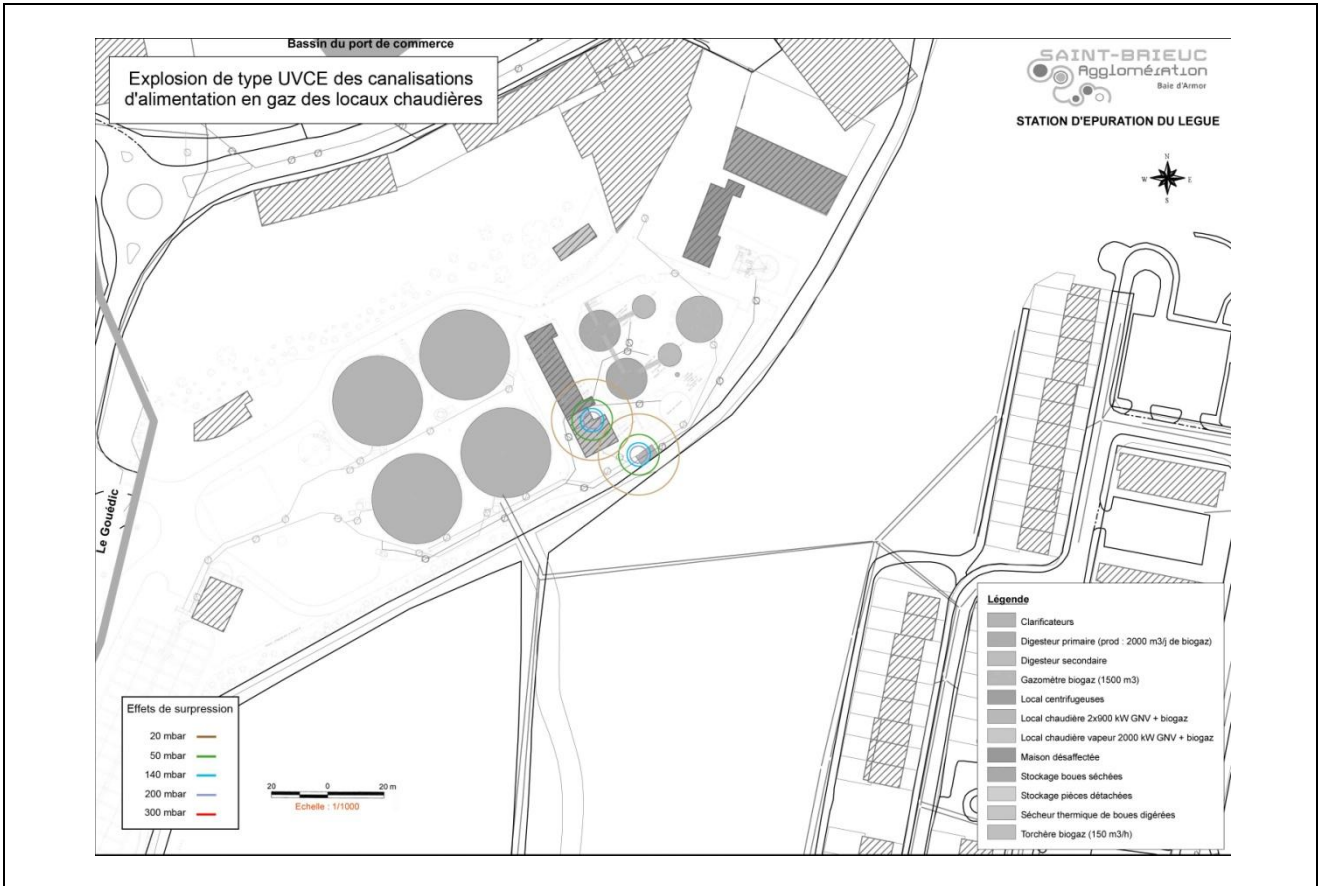 Bassin du port de commerce
Explosion de type UVCE des canalisations
d'alimentation en gaz des locaux chaudières
SAINT-BRIEUC
Agglomération
Baie d'Armor
STATION D'EPURATION DU LEGUE
N
W
E
S
Le Gouédic
Effets de surpression
20 mbar
50 mbar
140 mbar
200 mbar
300 mbar
20 0 20 m
Echelle : 1/1000
Légende
Clarificateurs
Digesteur primaire (prod : 2000 m3/j de biogaz)
Digesteur secondaire
Gazomètre biogaz (1500 m3)
Local centrifugeuses
Local chaudière 2x900 kW GNV + biogaz
Local chaudière vapeur 2000 kW GNV + biogaz
Maison désaffectée
Stockage boues séchées
Stockage pièces détachées
Sécheur thermique de boues digérées
Torchère biogaz (150 m3/h)